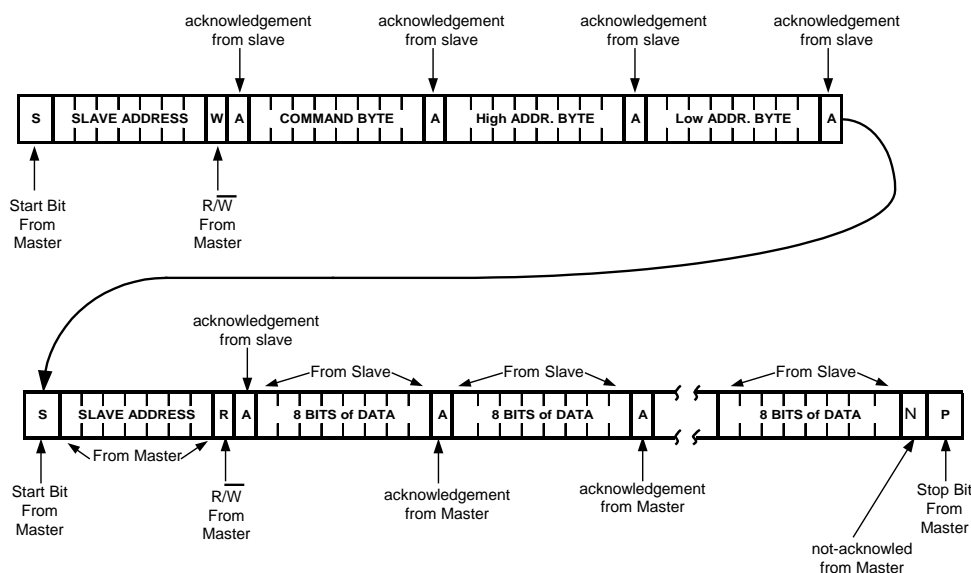 acknowledgement
from slave
acknowledgement
from slave
acknowledgement
from slave
acknowledgement
from slave
S SLAVE ADDRESS W A COMMAND BYTE A High ADDR. BYTE A Low ADDR. BYTE A
Start Bit
From
Master
R/W̅
From
Master
acknowledgement
from slave
From Slave
From Slave
From Slave
S SLAVE ADDRESS R A 8 BITS of DATA A 8 BITS of DATA A 8 BITS of DATA N P
From Master
Start Bit
From
Master
R/W̅
From
Master
acknowledgement
from Master
acknowledgement
from Master
Stop Bit
From
Master
not-acknowled
from Master